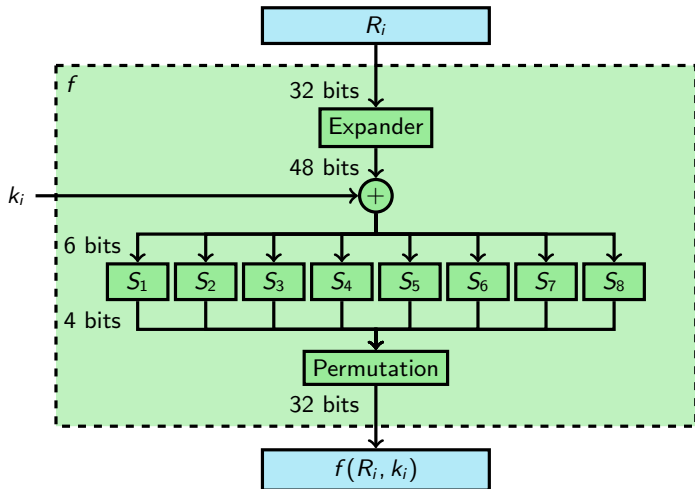 R_i
f
32 bits
Expander
48 bits
k_i
+
6 bits
S_1 S_2 S_3 S_4 S_5 S_6 S_7 S_8
4 bits
Permutation
32 bits
f(R_i, k_i)